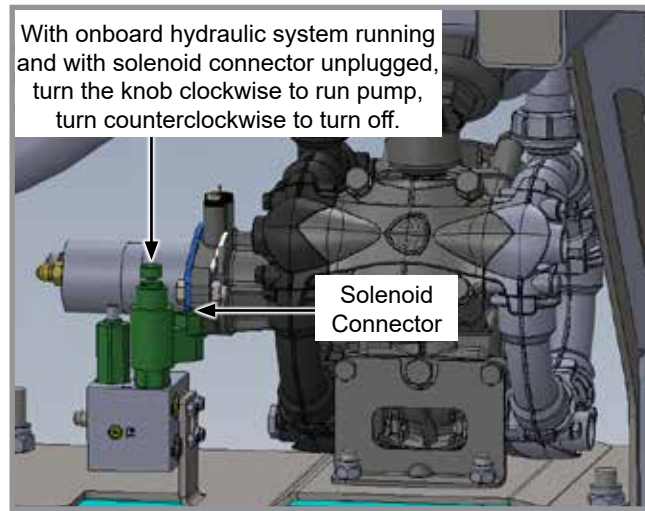 With onboard hydraulic system running
and with solenoid connector unplugged,
turn the knob clockwise to run pump,
turn counterclockwise to turn off.
Solenoid
Connector